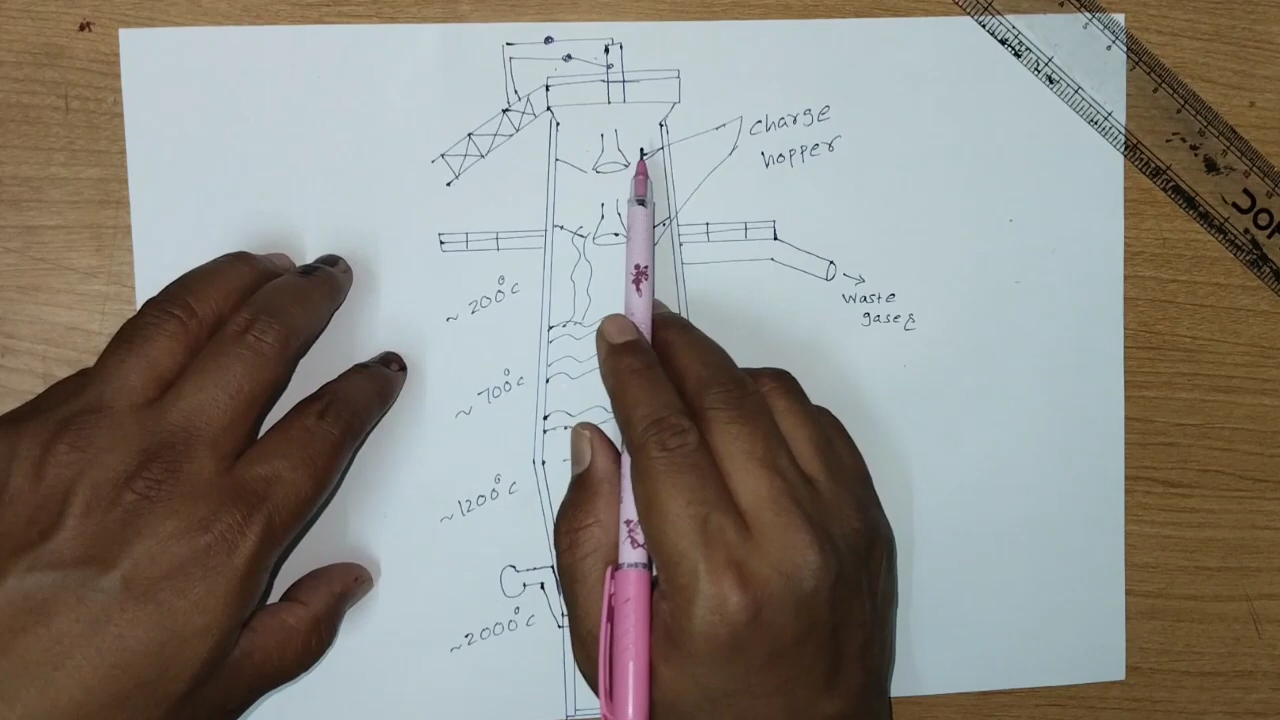 charge
hopper
~ 200°C
waste
gases
~ 700°C
~1200°C
~2000°C